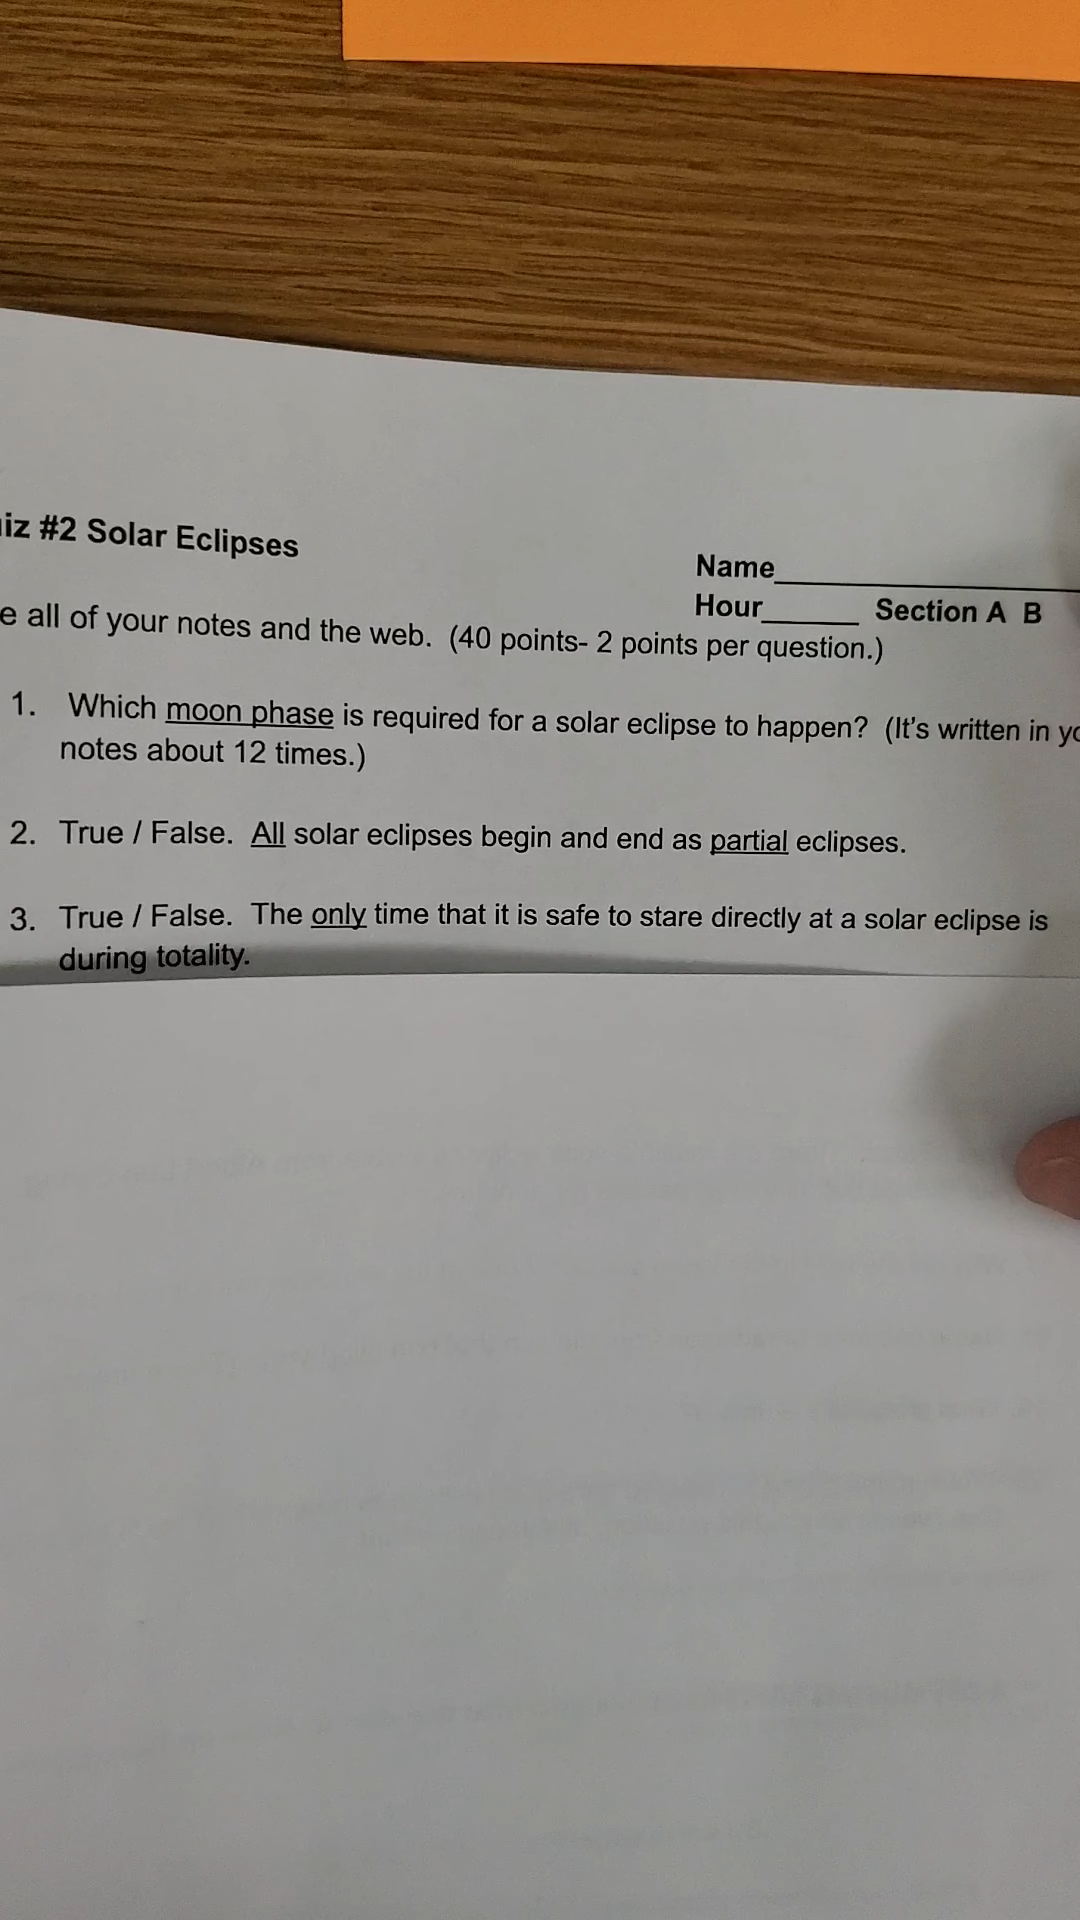 iz #2 Solar Eclipses
Name
Hour Section A B
e all of your notes and the web. (40 points- 2 points per question.)
1. Which moon phase is required for a solar eclipse to happen? (It's written in yo
notes about 12 times.)
2. True / False. All solar eclipses begin and end as partial eclipses.
3. True / False. The only time that it is safe to stare directly at a solar eclipse is
during totality.